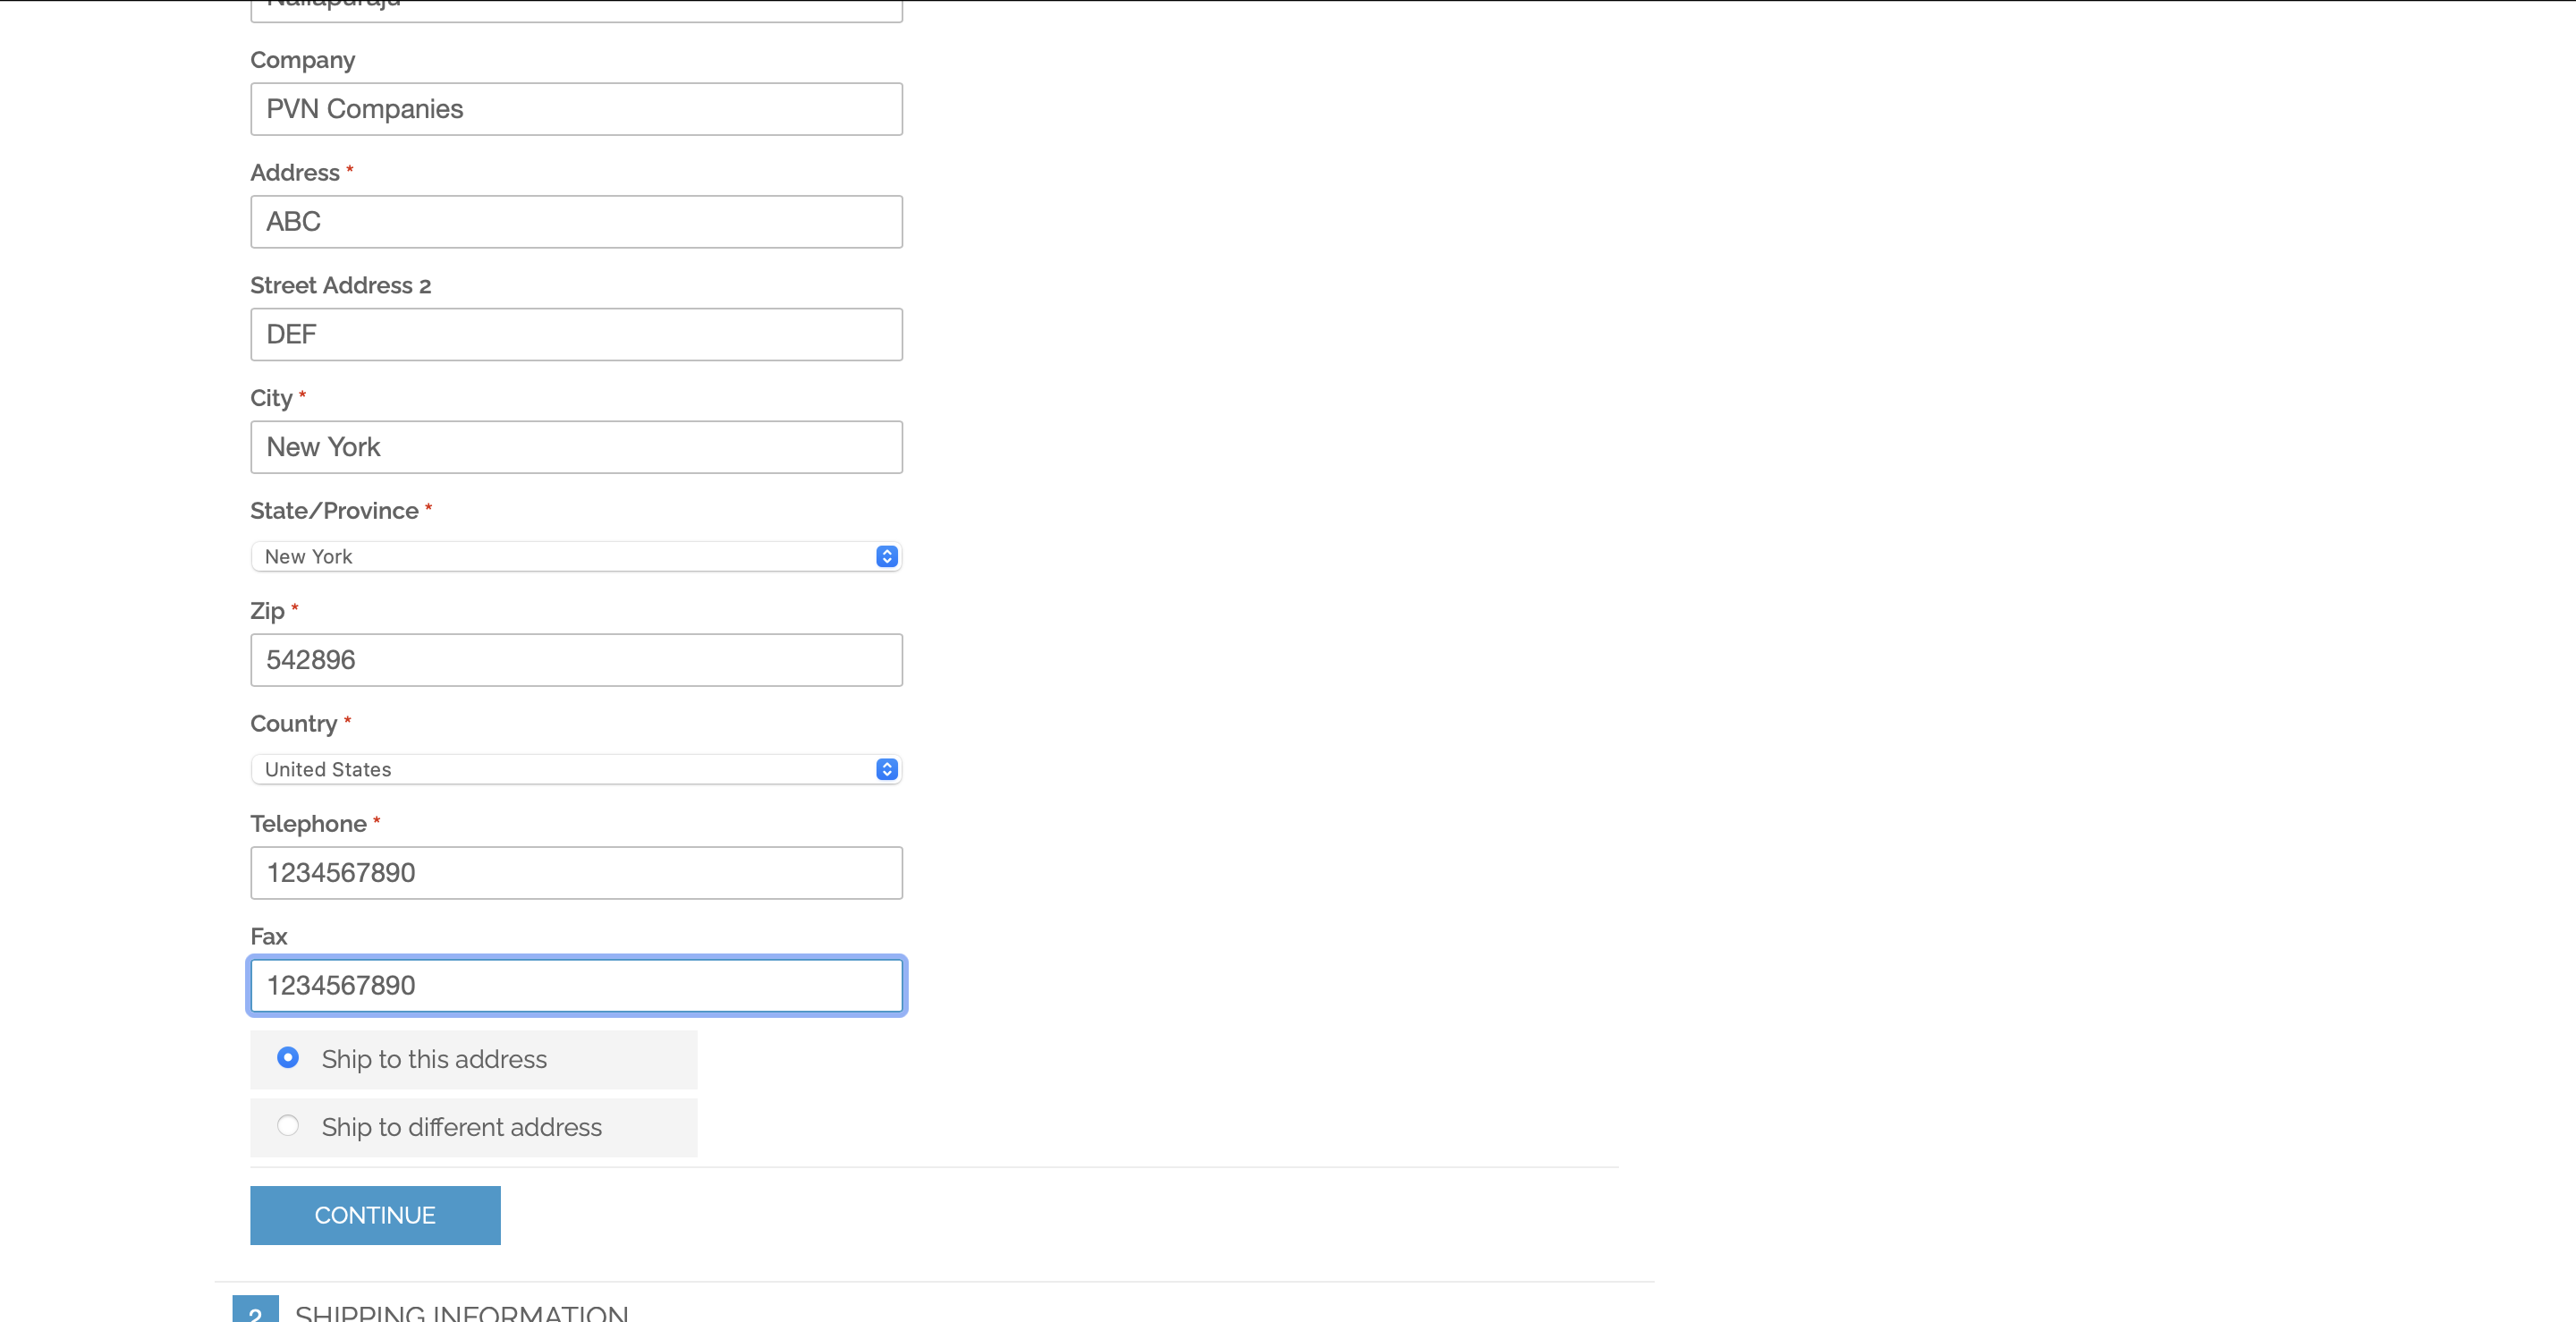 Nallapuraju
Company
PVN Companies
Address *
ABC
Street Address 2
DEF
City *
New York
State/Province *
New York
Zip *
542896
Country *
United States
Telephone *
1234567890
Fax
1234567890
Ship to this address
Ship to different address
CONTINUE
2 SHIPPING INFORMATION